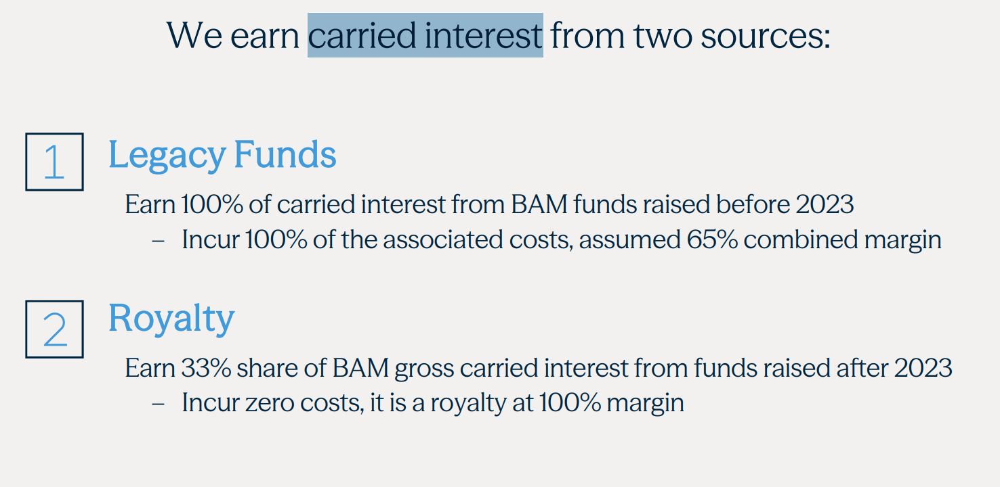 We earn carried interest from two sources:
1
Legacy Funds
Earn 100% of carried interest from BAM funds raised before 2023
– Incur 100% of the associated costs, assumed 65% combined margin
2
Royalty
Earn 33% share of BAM gross carried interest from funds raised after 2023
– Incur zero costs, it is a royalty at 100% margin